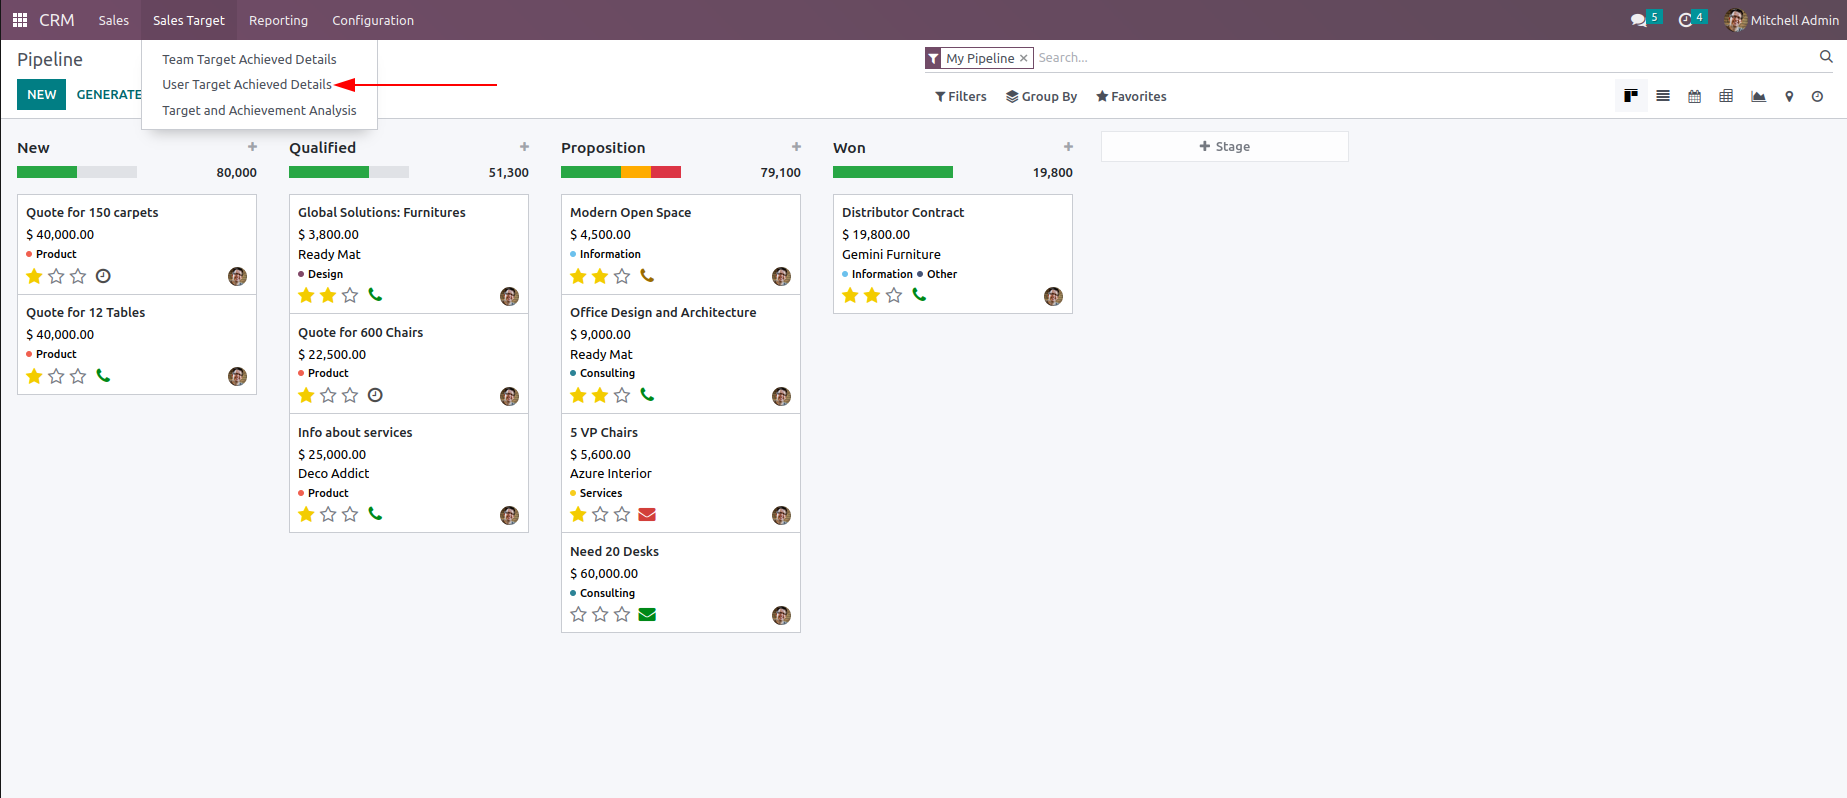 CRM Sales Sales Target Reporting Configuration 5 4 Mitchell Admin
Pipeline
Team Target Achieved Details
User Target Achieved Details
Target and Achievement Analysis
My Pipeline × Search...
NEW GENERATE
Filters Group By Favorites
New +
80,000
Quote for 150 carpets
$ 40,000.00
Product
Quote for 12 Tables
$ 40,000.00
Product
Qualified +
51,300
Global Solutions: Furnitures
$ 3,800.00
Ready Mat
Design
Quote for 600 Chairs
$ 22,500.00
Product
Info about services
$ 25,000.00
Deco Addict
Product
Proposition +
79,100
Modern Open Space
$ 4,500.00
Information
Office Design and Architecture
$ 9,000.00
Ready Mat
Consulting
5 VP Chairs
$ 5,600.00
Azure Interior
Services
Need 20 Desks
$ 60,000.00
Consulting
Won +
19,800
Distributor Contract
$ 19,800.00
Gemini Furniture
Information Other
+ Stage